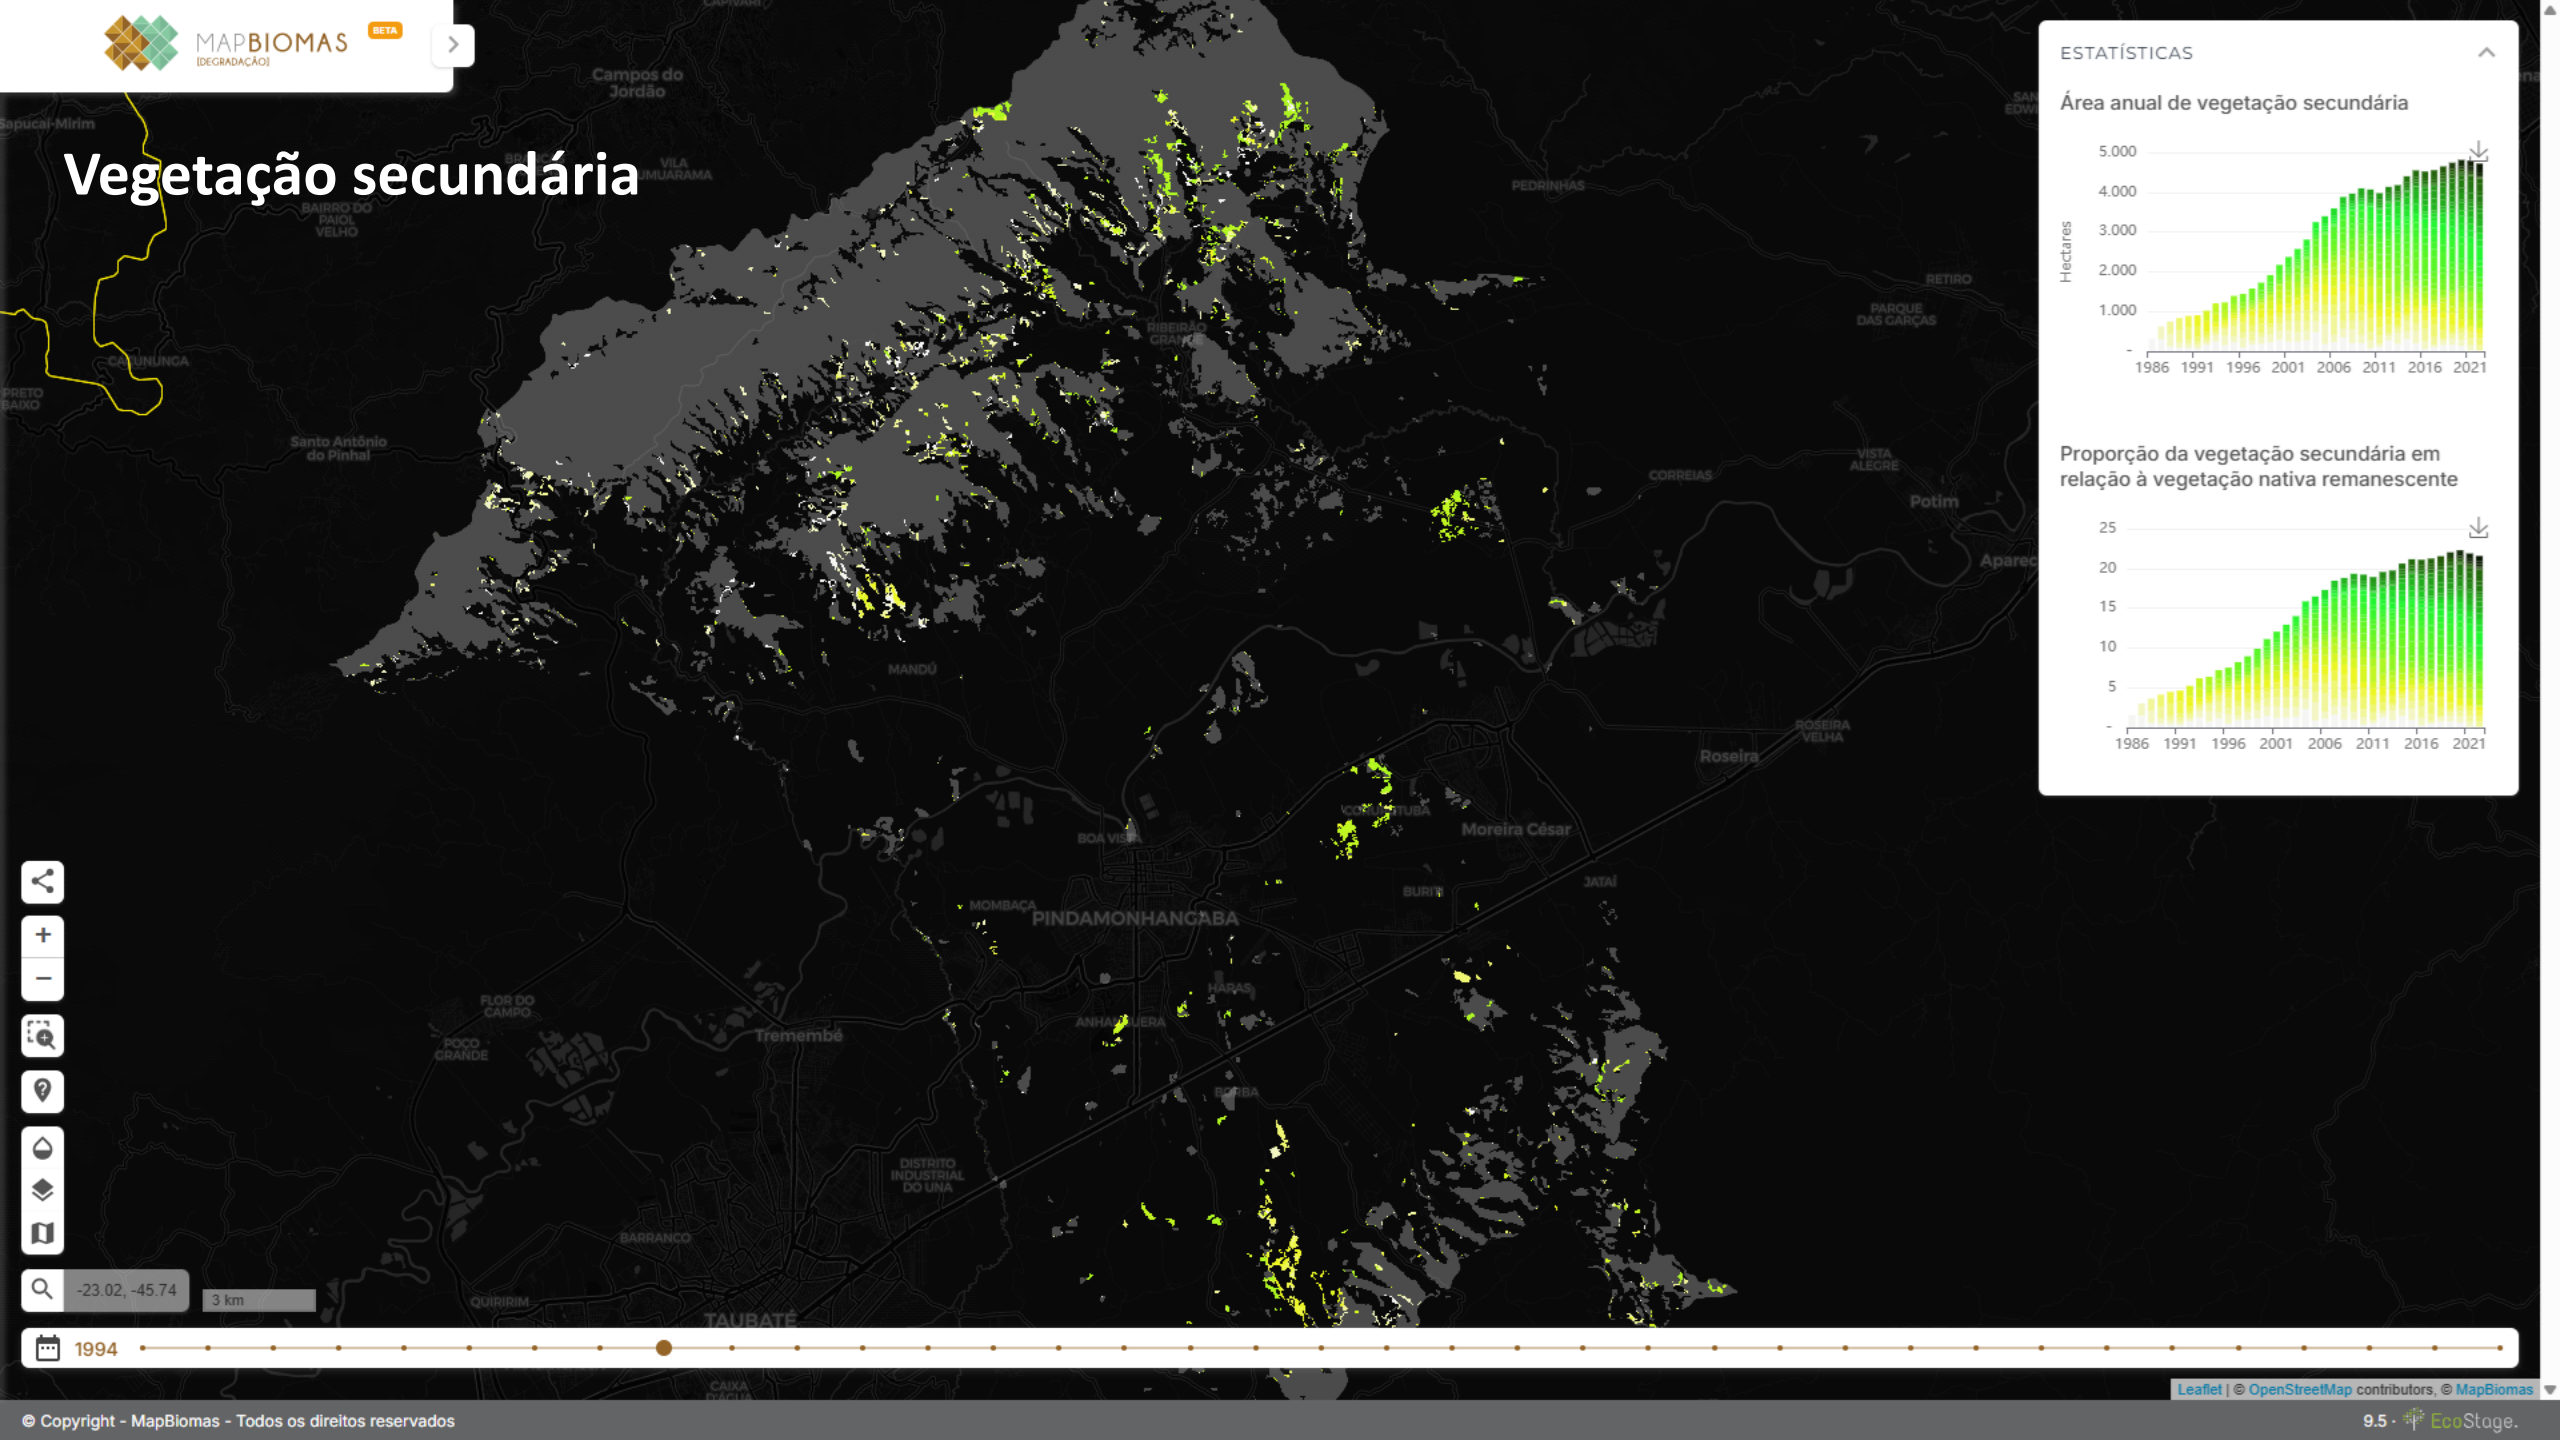 MAPBIOMAS
[DEGRADAÇÃO]
BETA
Vegetação secundária
CAPIVARI
Campos do
Jordão
Sapucaí-Mirim
VILA
BAIRRO DO
PAIOL
VELHO
PRETO
BAIXO
Santo Antônio
do Pinhal
PEDRINHAS
RETIRO
PARQUE
DAS GARÇAS
RIBEIRÃO
GRANDE
CORREIAS
VISTA
ALEGRE
Potim
Aparec
MANDÚ
ROSEIRA
VELHA
Roseira
Moreira César
BOA VISTA
BURITI
JATAÍ
MOMBAÇA
PINDAMONHANGABA
HARAS
ANHANGUERA
FLOR DO
CAMPO
POÇO
GRANDE
Tremembé
BORBA
DISTRITO
INDUSTRIAL
DO UNA
BARRANCO
QUIRIRIM
TAUBATÉ
CAIXA
D'ÁGUA
ESTATÍSTICAS
Área anual de vegetação secundária
Hectares
5.000
4.000
3.000
2.000
1.000
-
1986 1991 1996 2001 2006 2011 2016 2021
Proporção da vegetação secundária em
relação à vegetação nativa remanescente
25
20
15
10
5
-
1986 1991 1996 2001 2006 2011 2016 2021
+
−
-23.02, -45.74
3 km
1994
Leaflet | © OpenStreetMap contributors, © MapBiomas
© Copyright - MapBiomas - Todos os direitos reservados
9.5 · EcoStage.